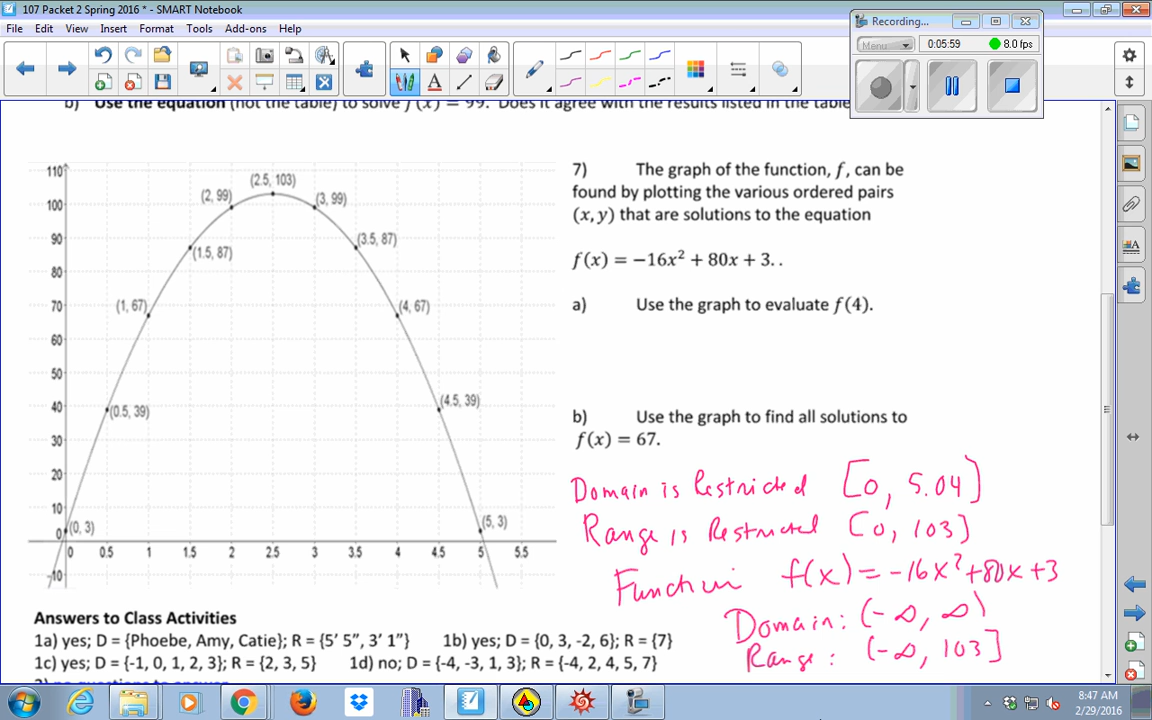 107 Packet 2 Spring 2016 * - SMART Notebook
Recording...
File Edit View Insert Format Tools Add-ons Help
Menu 0:05:59 8.0 fps
b) Use the equation (not the table) to solve f(x) = 99. Does it agree with the results listed in the table
110
100
90
80
70
60
50
40
30
20
10
0
-10
0 0.5 1 1.5 2 2.5 3 3.5 4 4.5 5 5.5
(2.5, 103)
(2, 99) (3, 99)
(1.5, 87) (3.5, 87)
(1, 67) (4, 67)
(0.5, 39) (4.5, 39)
(0, 3) (5, 3)
7) The graph of the function, f, can be
found by plotting the various ordered pairs
(x, y) that are solutions to the equation
f(x) = −16x² + 80x + 3. .
a) Use the graph to evaluate f(4).
b) Use the graph to find all solutions to
f(x) = 67.
Domain is Restricted [0, 5.04]
Range is Restricted [0, 103]
Function f(x) = -16x² + 80x + 3
Domain: (-∞, ∞)
Range: (-∞, 103]
Answers to Class Activities
1a) yes; D = {Phoebe, Amy, Catie}; R = {5' 5", 3' 1"} 1b) yes; D = {0, 3, -2, 6}; R = {7}
1c) yes; D = {-1, 0, 1, 2, 3}; R = {2, 3, 5} 1d) no; D = {-4, -3, 1, 3}; R = {-4, 2, 4, 5, 7}
2) no questions to answer
8:47 AM
2/29/2016